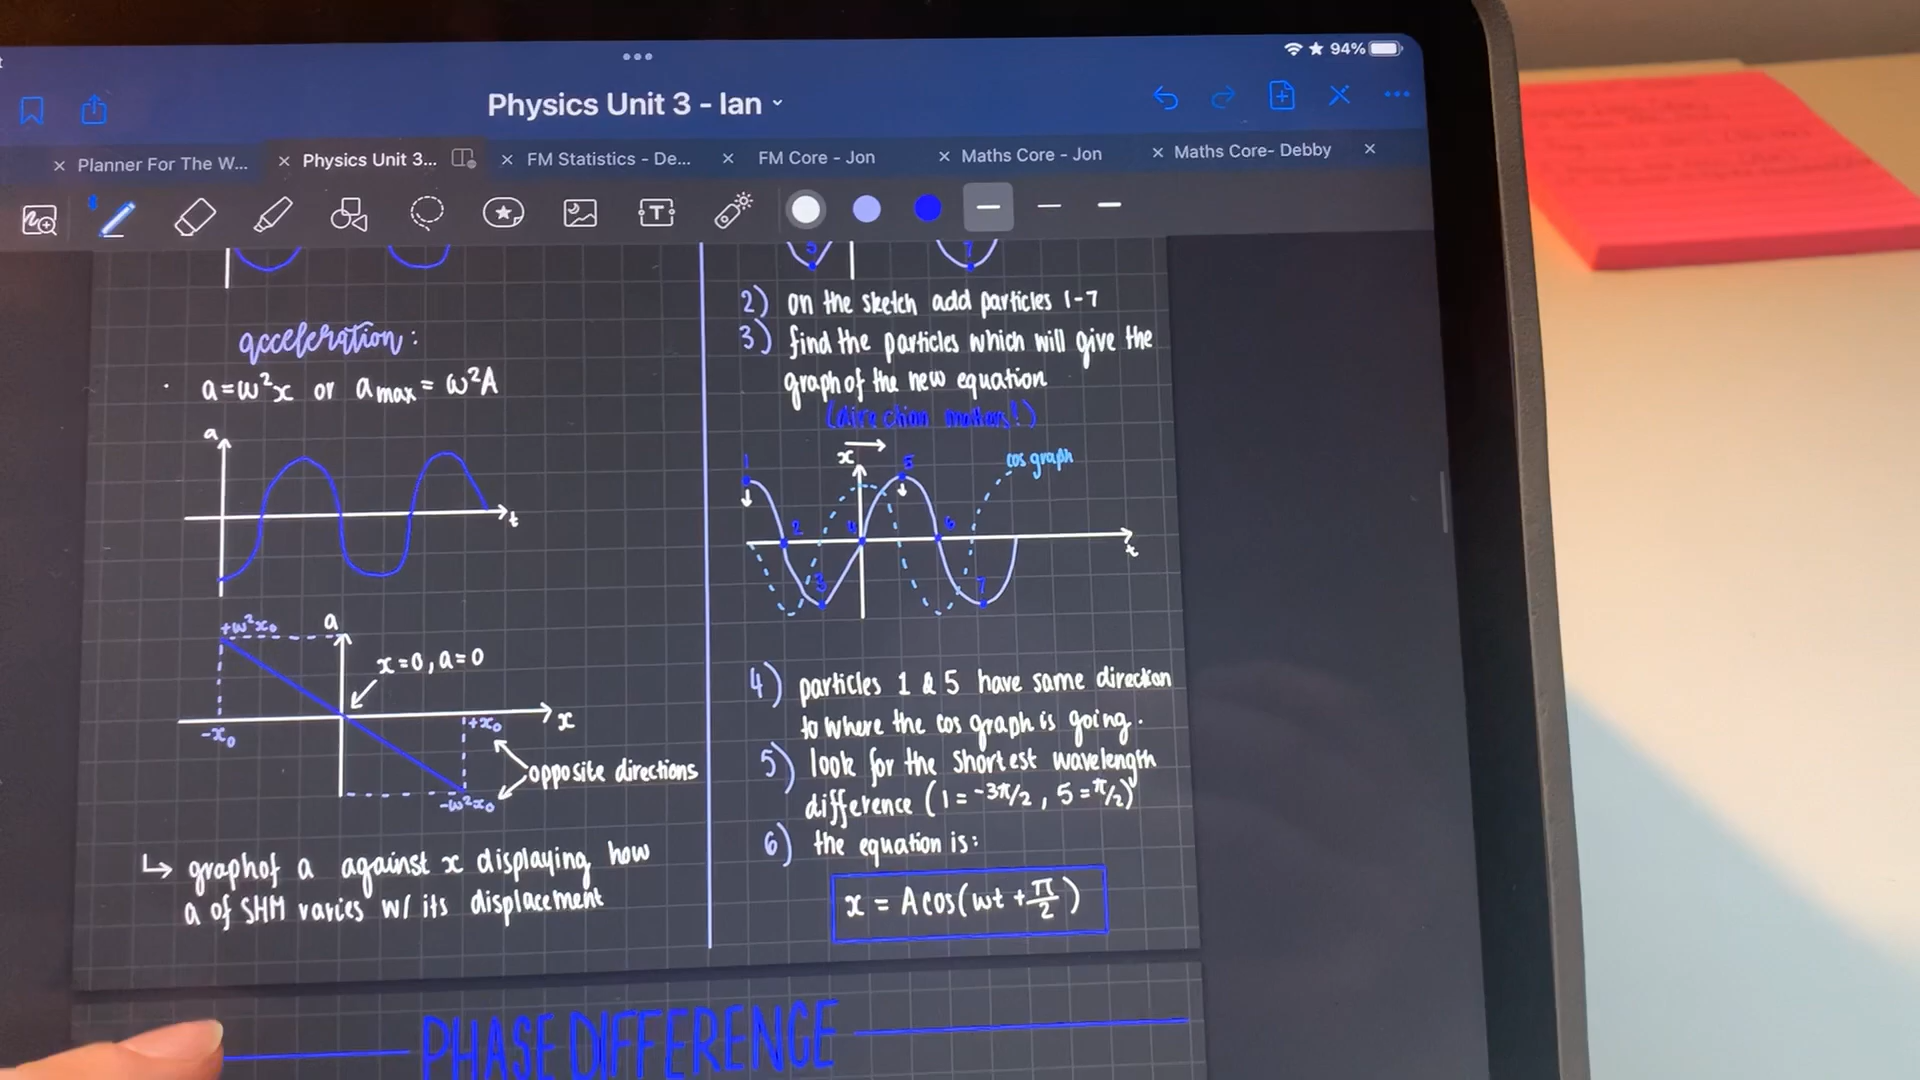 94%
Physics Unit 3 - Ian
Planner For The W...
Physics Unit 3...
FM Statistics - De...
FM Core - Jon
Maths Core - Jon
Maths Core- Debby
acceleration:
a=ω²x or a max = ω²A
a
t
+ω²x₀
a
x=0, a=0
-x₀
+x₀
x
opposite directions
-ω²x₀
↳ graph of a against x displaying how
a of SHM varies w/ its displacement
3
7
2) on the sketch add particles 1-7
3) find the particles which will give the
graph of the new equation
(direction matters!)
x
cos graph
1
2
3
4
5
6
7
t
4) particles 1 & 5 have same direction
to where the cos graph is going.
5) look for the shortest wavelength
difference (1 = -3π/2, 5 = π/2)
6) the equation is:
x = Acos(ωt + π/2)
PHASE DIFFERENCE